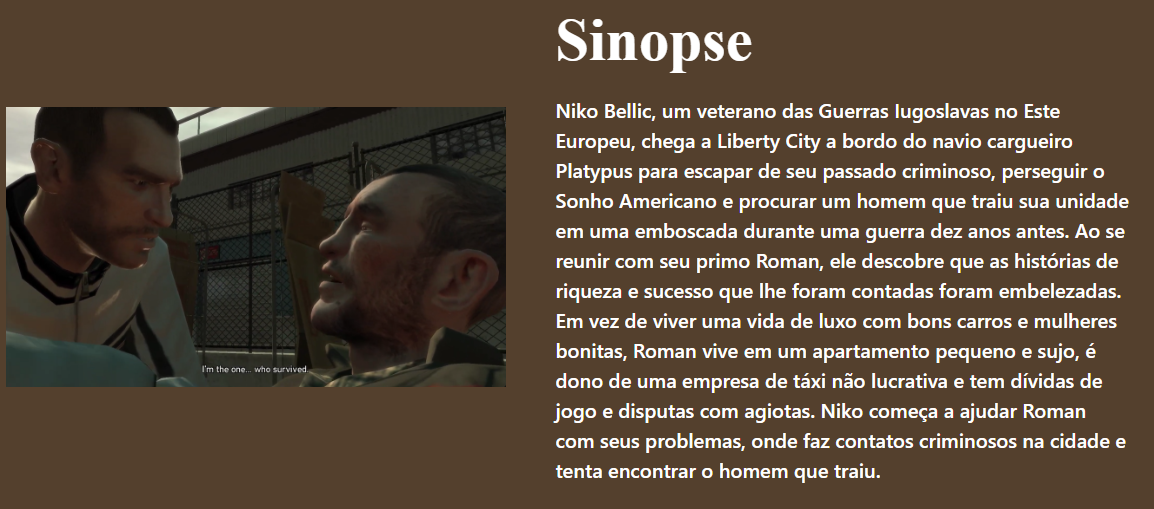 Sinopse
Niko Bellic, um veterano das Guerras Iugoslavas no Este
Europeu, chega a Liberty City a bordo do navio cargueiro
Platypus para escapar de seu passado criminoso, perseguir o
Sonho Americano e procurar um homem que traiu sua unidade
em uma emboscada durante uma guerra dez anos antes. Ao se
reunir com seu primo Roman, ele descobre que as histórias de
riqueza e sucesso que lhe foram contadas foram embelezadas.
Em vez de viver uma vida de luxo com bons carros e mulheres
bonitas, Roman vive em um apartamento pequeno e sujo, é
dono de uma empresa de táxi não lucrativa e tem dívidas de
jogo e disputas com agiotas. Niko começa a ajudar Roman
com seus problemas, onde faz contatos criminosos na cidade e
tenta encontrar o homem que traiu.
I'm the one... who survived.